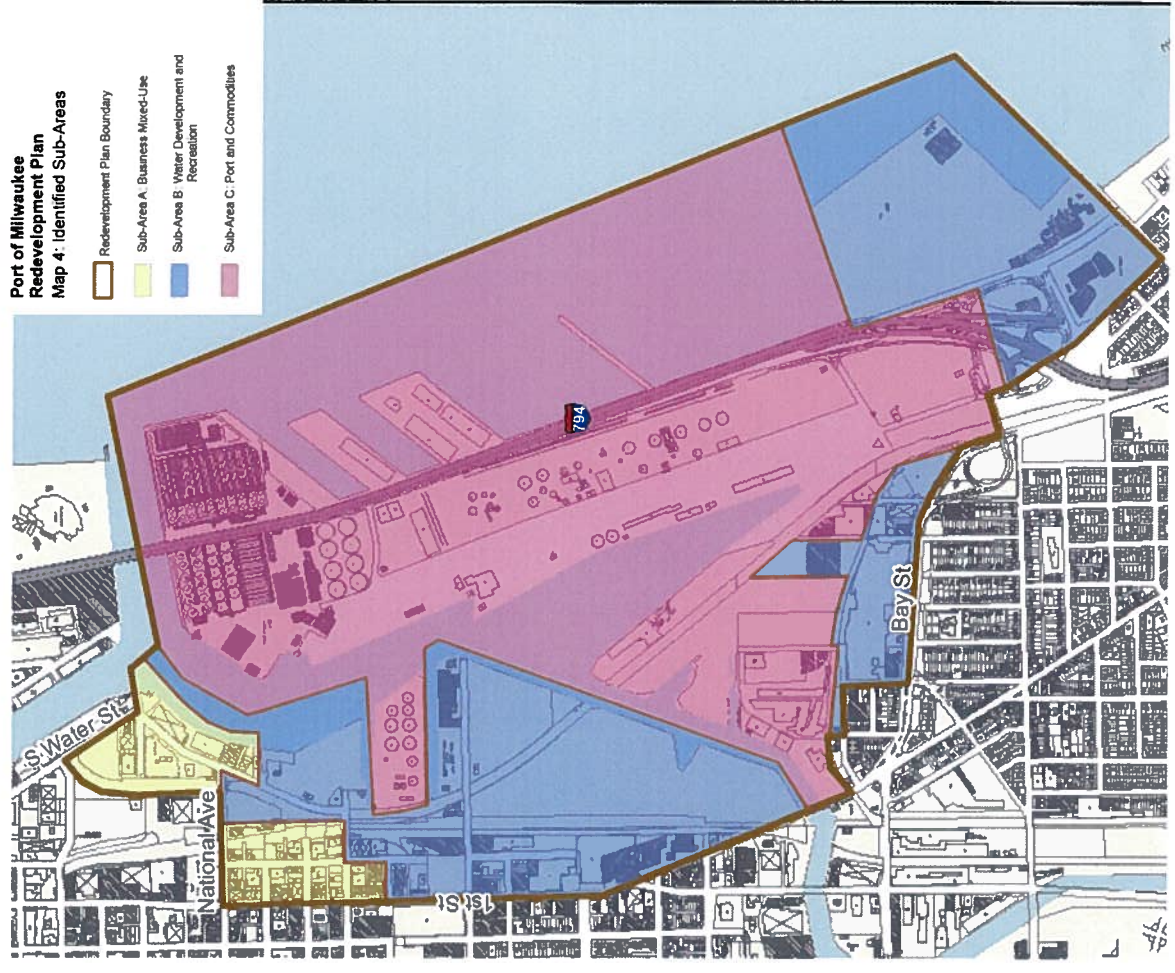 Port of Milwaukee
Redevelopment Plan
Map 4: Identified Sub-Areas
Redevelopment Plan Boundary
Sub-Area A: Business Mixed-Use
Sub-Area B: Water Development and
Recreation
Sub-Area C: Port and Commodities
S Water St
National Ave
1st St
794
Bay St